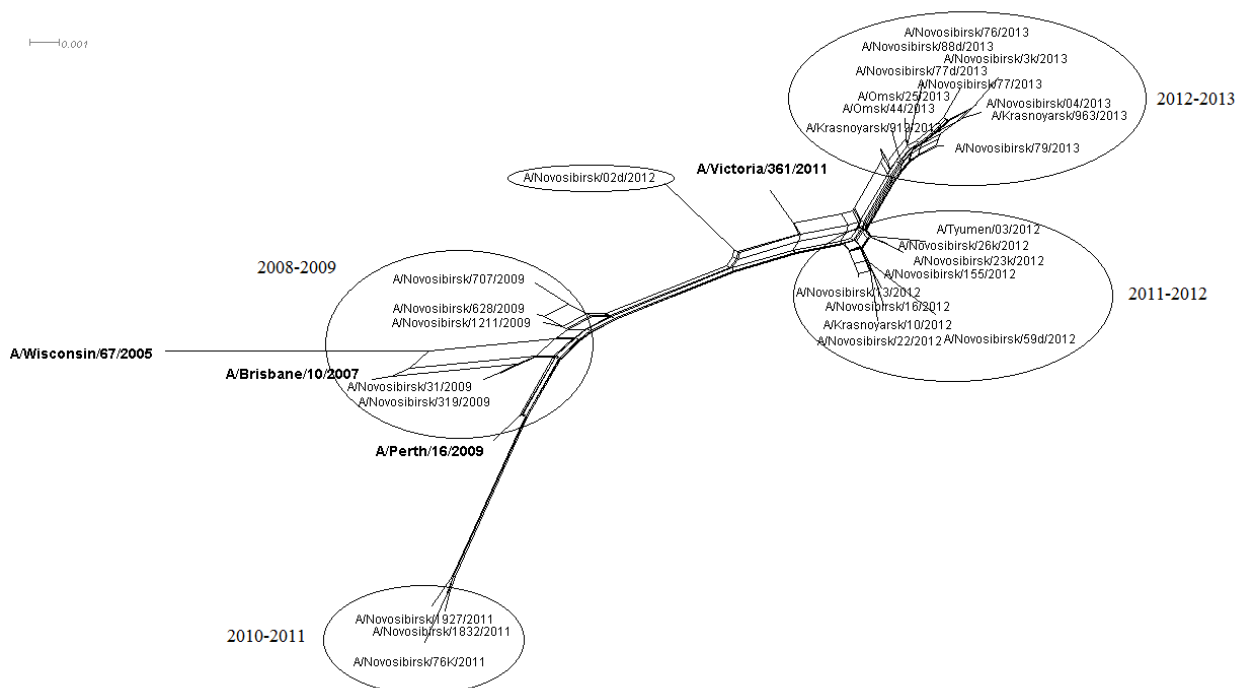 0.001
A/Novosibirsk/76/2013
A/Novosibirsk/88d/2013
A/Novosibirsk/3k/2013
A/Novosibirsk/77d/2013
A/Novosibirsk/77/2013
A/Omsk/25/2013
A/Omsk/44/2013
A/Novosibirsk/04/2013
A/Krasnoyarsk/963/2013
A/Krasnoyarsk/912/2013
A/Novosibirsk/79/2013
2012-2013
A/Victoria/361/2011
A/Novosibirsk/02d/2012
A/Tyumen/03/2012
A/Novosibirsk/26k/2012
A/Novosibirsk/23k/2012
A/Novosibirsk/155/2012
A/Novosibirsk/13/2012
A/Novosibirsk/16/2012
A/Krasnoyarsk/10/2012
A/Novosibirsk/22/2012
A/Novosibirsk/59d/2012
2011-2012
2008-2009
A/Novosibirsk/707/2009
A/Novosibirsk/628/2009
A/Novosibirsk/1211/2009
A/Wisconsin/67/2005
A/Brisbane/10/2007
A/Novosibirsk/31/2009
A/Novosibirsk/319/2009
A/Perth/16/2009
2010-2011
A/Novosibirsk/1927/2011
A/Novosibirsk/1832/2011
A/Novosibirsk/76K/2011